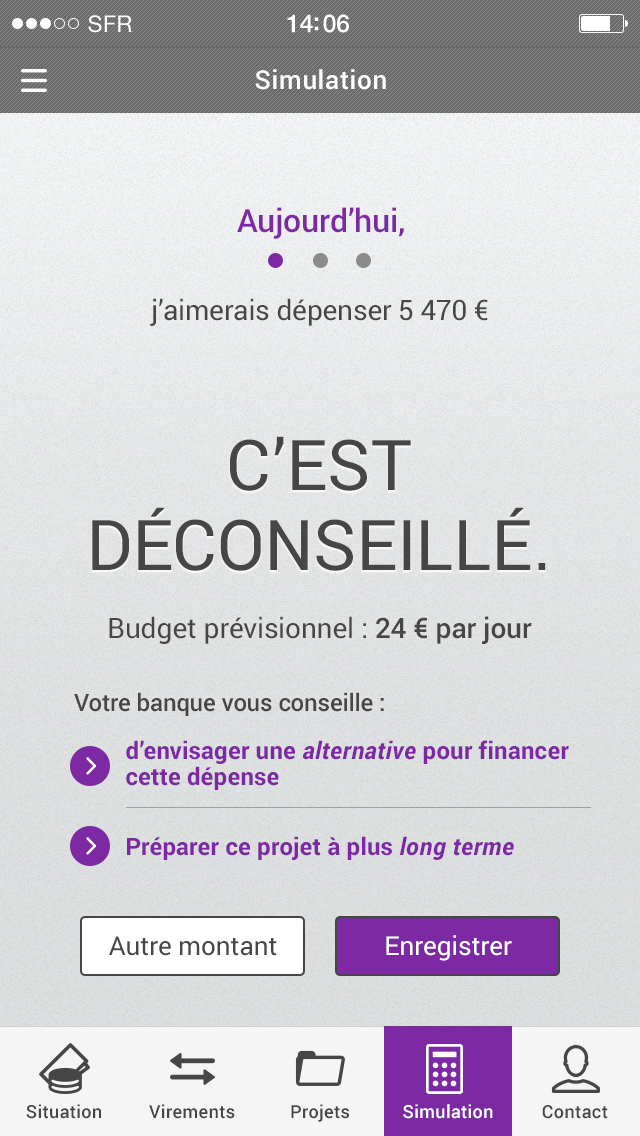 SFR 14:06
Simulation
Aujourd’hui,
j’aimerais dépenser 5 470 €
C’EST
DÉCONSEILLÉ.
Budget prévisionnel : 24 € par jour
Votre banque vous conseille :
d’envisager une alternative pour financer
cette dépense
Préparer ce projet à plus long terme
Autre montant Enregistrer
Situation Virements Projets Simulation Contact